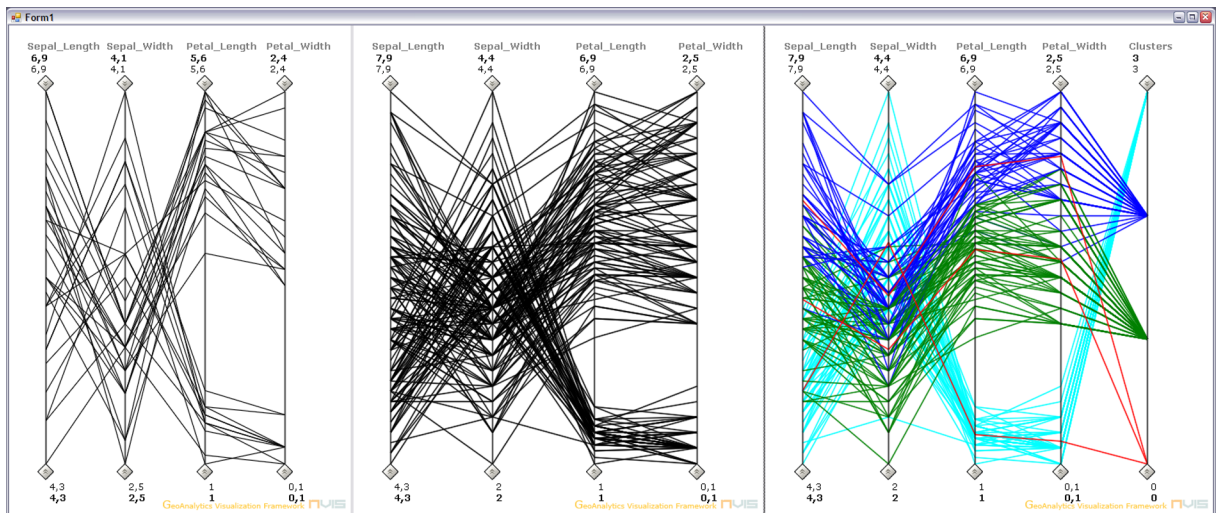 Form1
Sepal_Length Sepal_Width Petal_Length Petal_Width
6,9 4,1 5,6 2,4
6,9 4,1 5,6 2,4
4,3 2,5 1 0,1
4,3 2,5 1 0,1
GeoAnalytics Visualization Framework NVIS
Sepal_Length Sepal_Width Petal_Length Petal_Width
7,9 4,4 6,9 2,5
7,9 4,4 6,9 2,5
4,3 2 1 0,1
4,3 2 1 0,1
GeoAnalytics Visualization Framework NVIS
Sepal_Length Sepal_Width Petal_Length Petal_Width Clusters
7,9 4,4 6,9 2,5 3
7,9 4,4 6,9 2,5 3
4,3 2 1 0,1 0
4,3 2 1 0,1 0
GeoAnalytics Visualization Framework NVIS